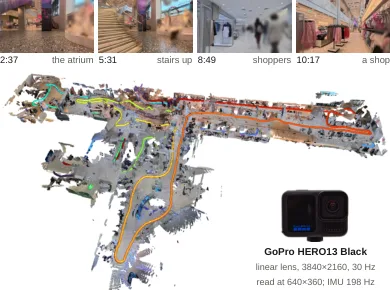 2:37 the atrium
5:31 stairs up
8:49 shoppers
10:17 a shop
GoPro HERO13 Black
linear lens, 3840×2160, 30 Hz
read at 640×360; IMU 198 Hz